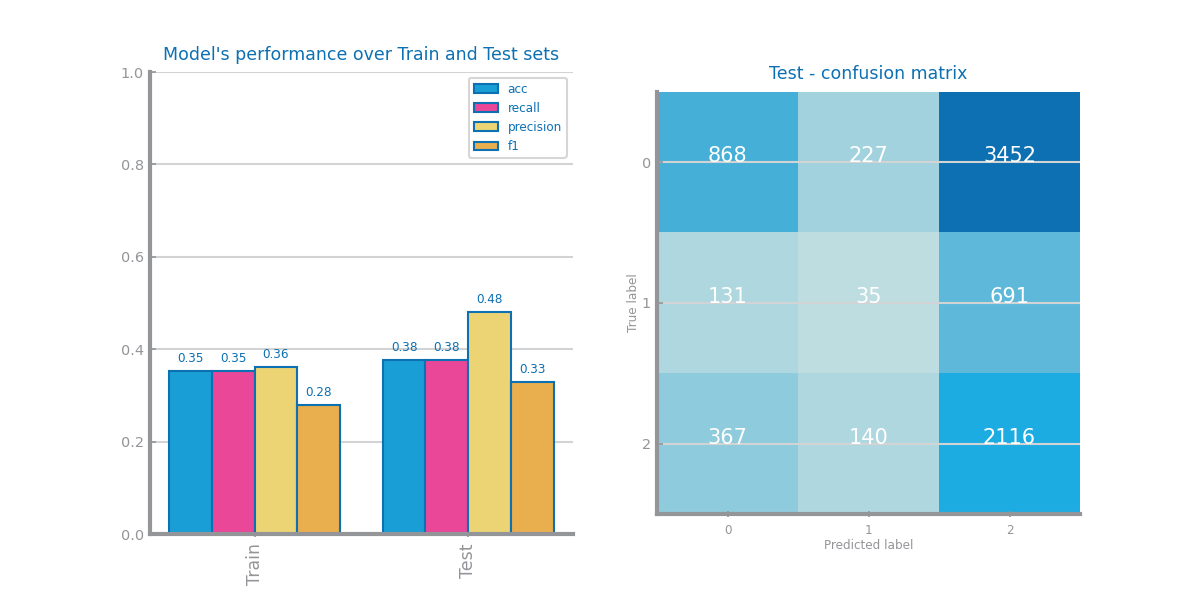 Model's performance over Train and Test sets
1.0
0.8
0.6
0.4
0.2
0.0
acc
recall
precision
f1
0.35
0.35
0.36
0.28
0.38
0.38
0.48
0.33
Train
Test
Test - confusion matrix
True label
0
868 227 3452
1
131 35 691
2
367 140 2116
0 1 2
Predicted label